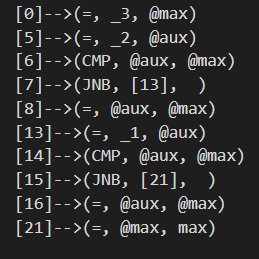 [0]-->(=, _3, @max)
[5]-->(=, _2, @aux)
[6]-->(CMP, @aux, @max)
[7]-->(JNB, [13],  )
[8]-->(=, @aux, @max)
[13]-->(=, _1, @aux)
[14]-->(CMP, @aux, @max)
[15]-->(JNB, [21],  )
[16]-->(=, @aux, @max)
[21]-->(=, @max, max)